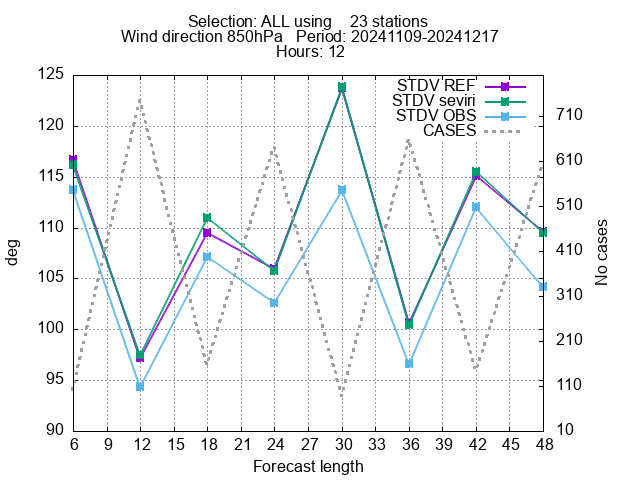 Selection: ALL using    23 stations
Wind direction 850hPa   Period: 20241109-20241217
Hours: 12
STDV REF
STDV seviri
STDV OBS
CASES
125
120
115
110
105
100
95
90
deg
710
610
510
410
310
210
110
10
No cases
6 9 12 15 18 21 24 27 30 33 36 39 42 45 48
Forecast length